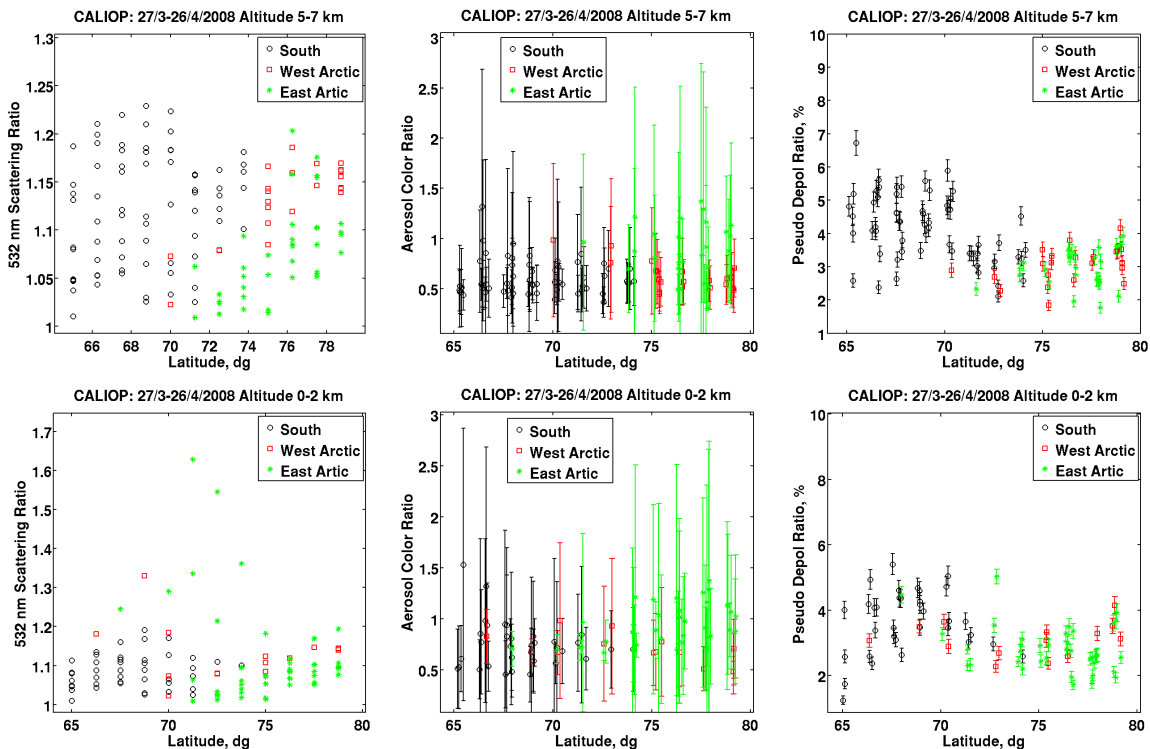 CALIOP: 27/3-26/4/2008 Altitude 5-7 km
532 nm Scattering Ratio
1.3
1.25
1.2
1.15
1.1
1.05
1
South
West Arctic
East Artic
66 68 70 72 74 76 78
Latitude, dg
CALIOP: 27/3-26/4/2008 Altitude 5-7 km
Aerosol Color Ratio
3
2.5
2
1.5
1
0.5
South
West Arctic
East Artic
65 70 75 80
Latitude, dg
CALIOP: 27/3-26/4/2008 Altitude 5-7 km
Pseudo Depol Ratio, %
10
9
8
7
6
5
4
3
2
1
South
West Arctic
East Artic
65 70 75 80
Latitude, dg
CALIOP: 27/3-26/4/2008 Altitude 0-2 km
532 nm Scattering Ratio
1.7
1.6
1.5
1.4
1.3
1.2
1.1
1
South
West Arctic
East Artic
65 70 75 80
Latitude, dg
CALIOP: 27/3-26/4/2008 Altitude 0-2 km
Aerosol Color Ratio
3
2.5
2
1.5
1
0.5
South
West Arctic
East Artic
65 70 75 80
Latitude, dg
CALIOP: 27/3-26/4/2008 Altitude 0-2 km
Pseudo Depol Ratio, %
10
8
6
4
2
South
West Arctic
East Artic
65 70 75 80
Latitude, dg